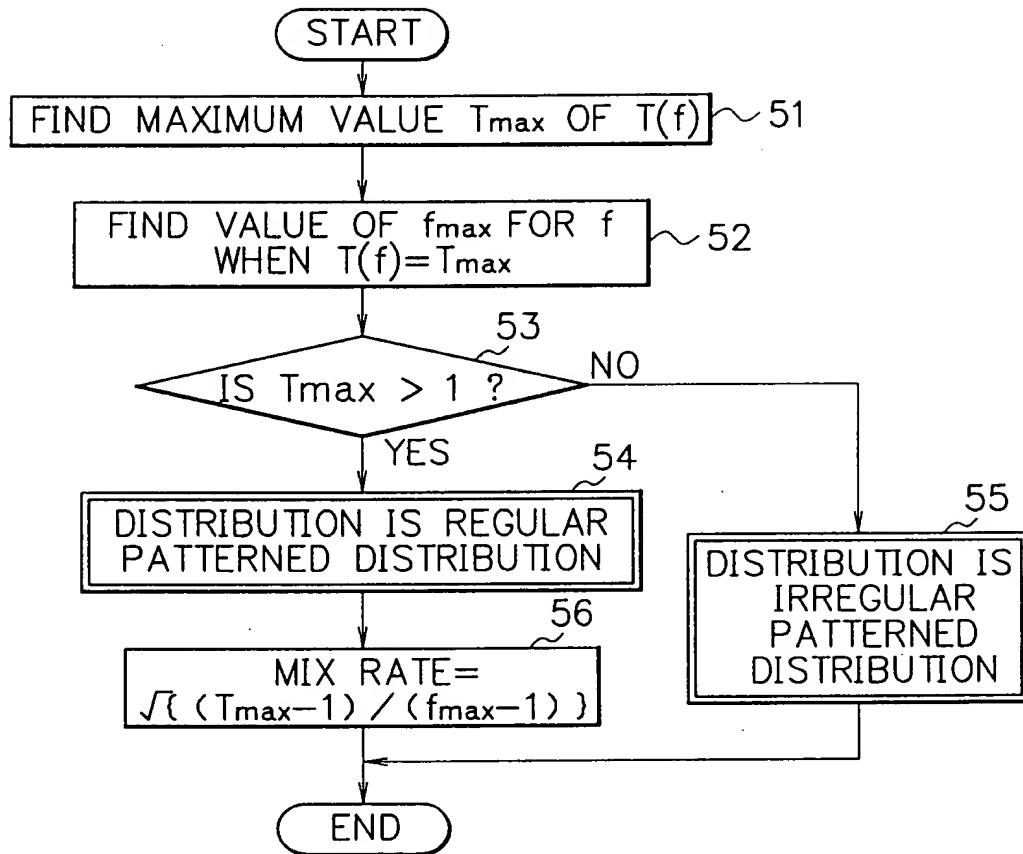 START
FIND MAXIMUM VALUE Tmax OF T(f)
51
FIND VALUE OF fmax FOR f
WHEN T(f)=Tmax
52
53
IS Tmax > 1 ?
NO
YES
54
DISTRIBUTION IS REGULAR
PATTERNED DISTRIBUTION
55
DISTRIBUTION IS
IRREGULAR
PATTERNED
DISTRIBUTION
56
MIX RATE=
√{ (Tmax−1) / (fmax−1) }
END